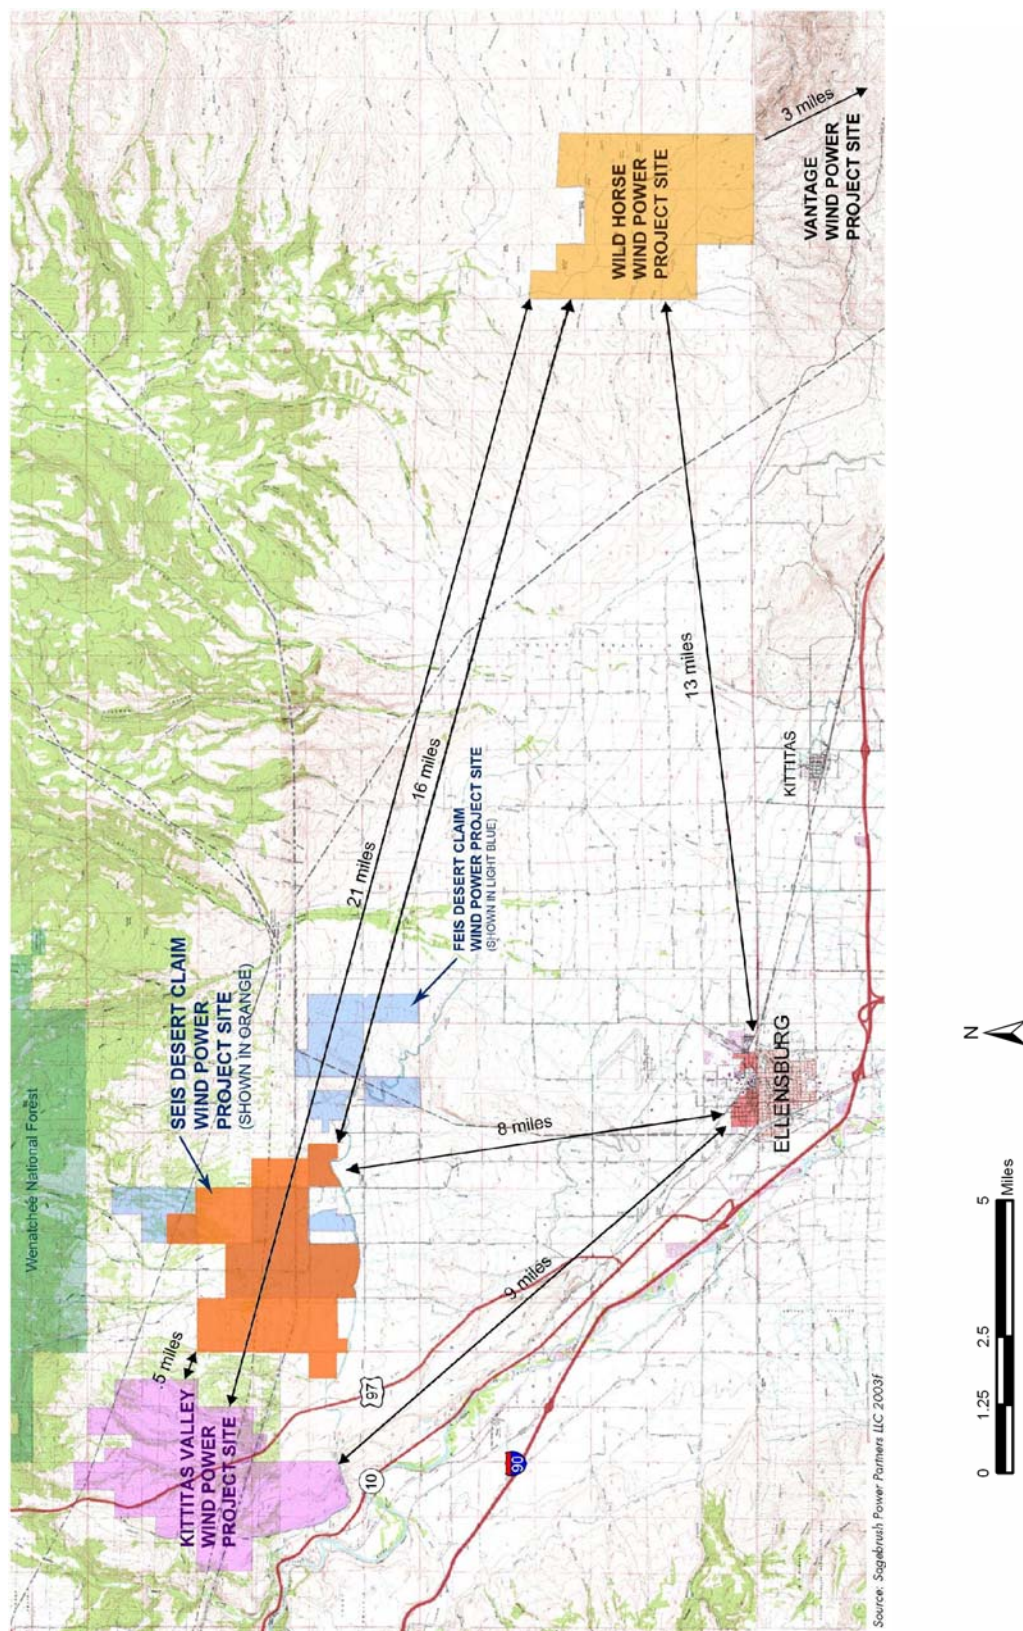 Wenatchee National Forest
SEIS DESERT CLAIM
WIND POWER
PROJECT SITE
(SHOWN IN ORANGE)
.5 miles
KITTITAS VALLEY
WIND POWER
PROJECT SITE
21 miles
16 miles
FEIS DESERT CLAIM
WIND POWER PROJECT SITE
(SHOWN IN LIGHT BLUE)
WILD HORSE
WIND POWER
PROJECT SITE
3 miles
VANTAGE
WIND POWER
PROJECT SITE
97
10
90
9 miles
8 miles
13 miles
ELLENSBURG
KITTITAS
Source: Sagebrush Power Partners LLC 2003f
0 1.25 2.5 5
Miles
N